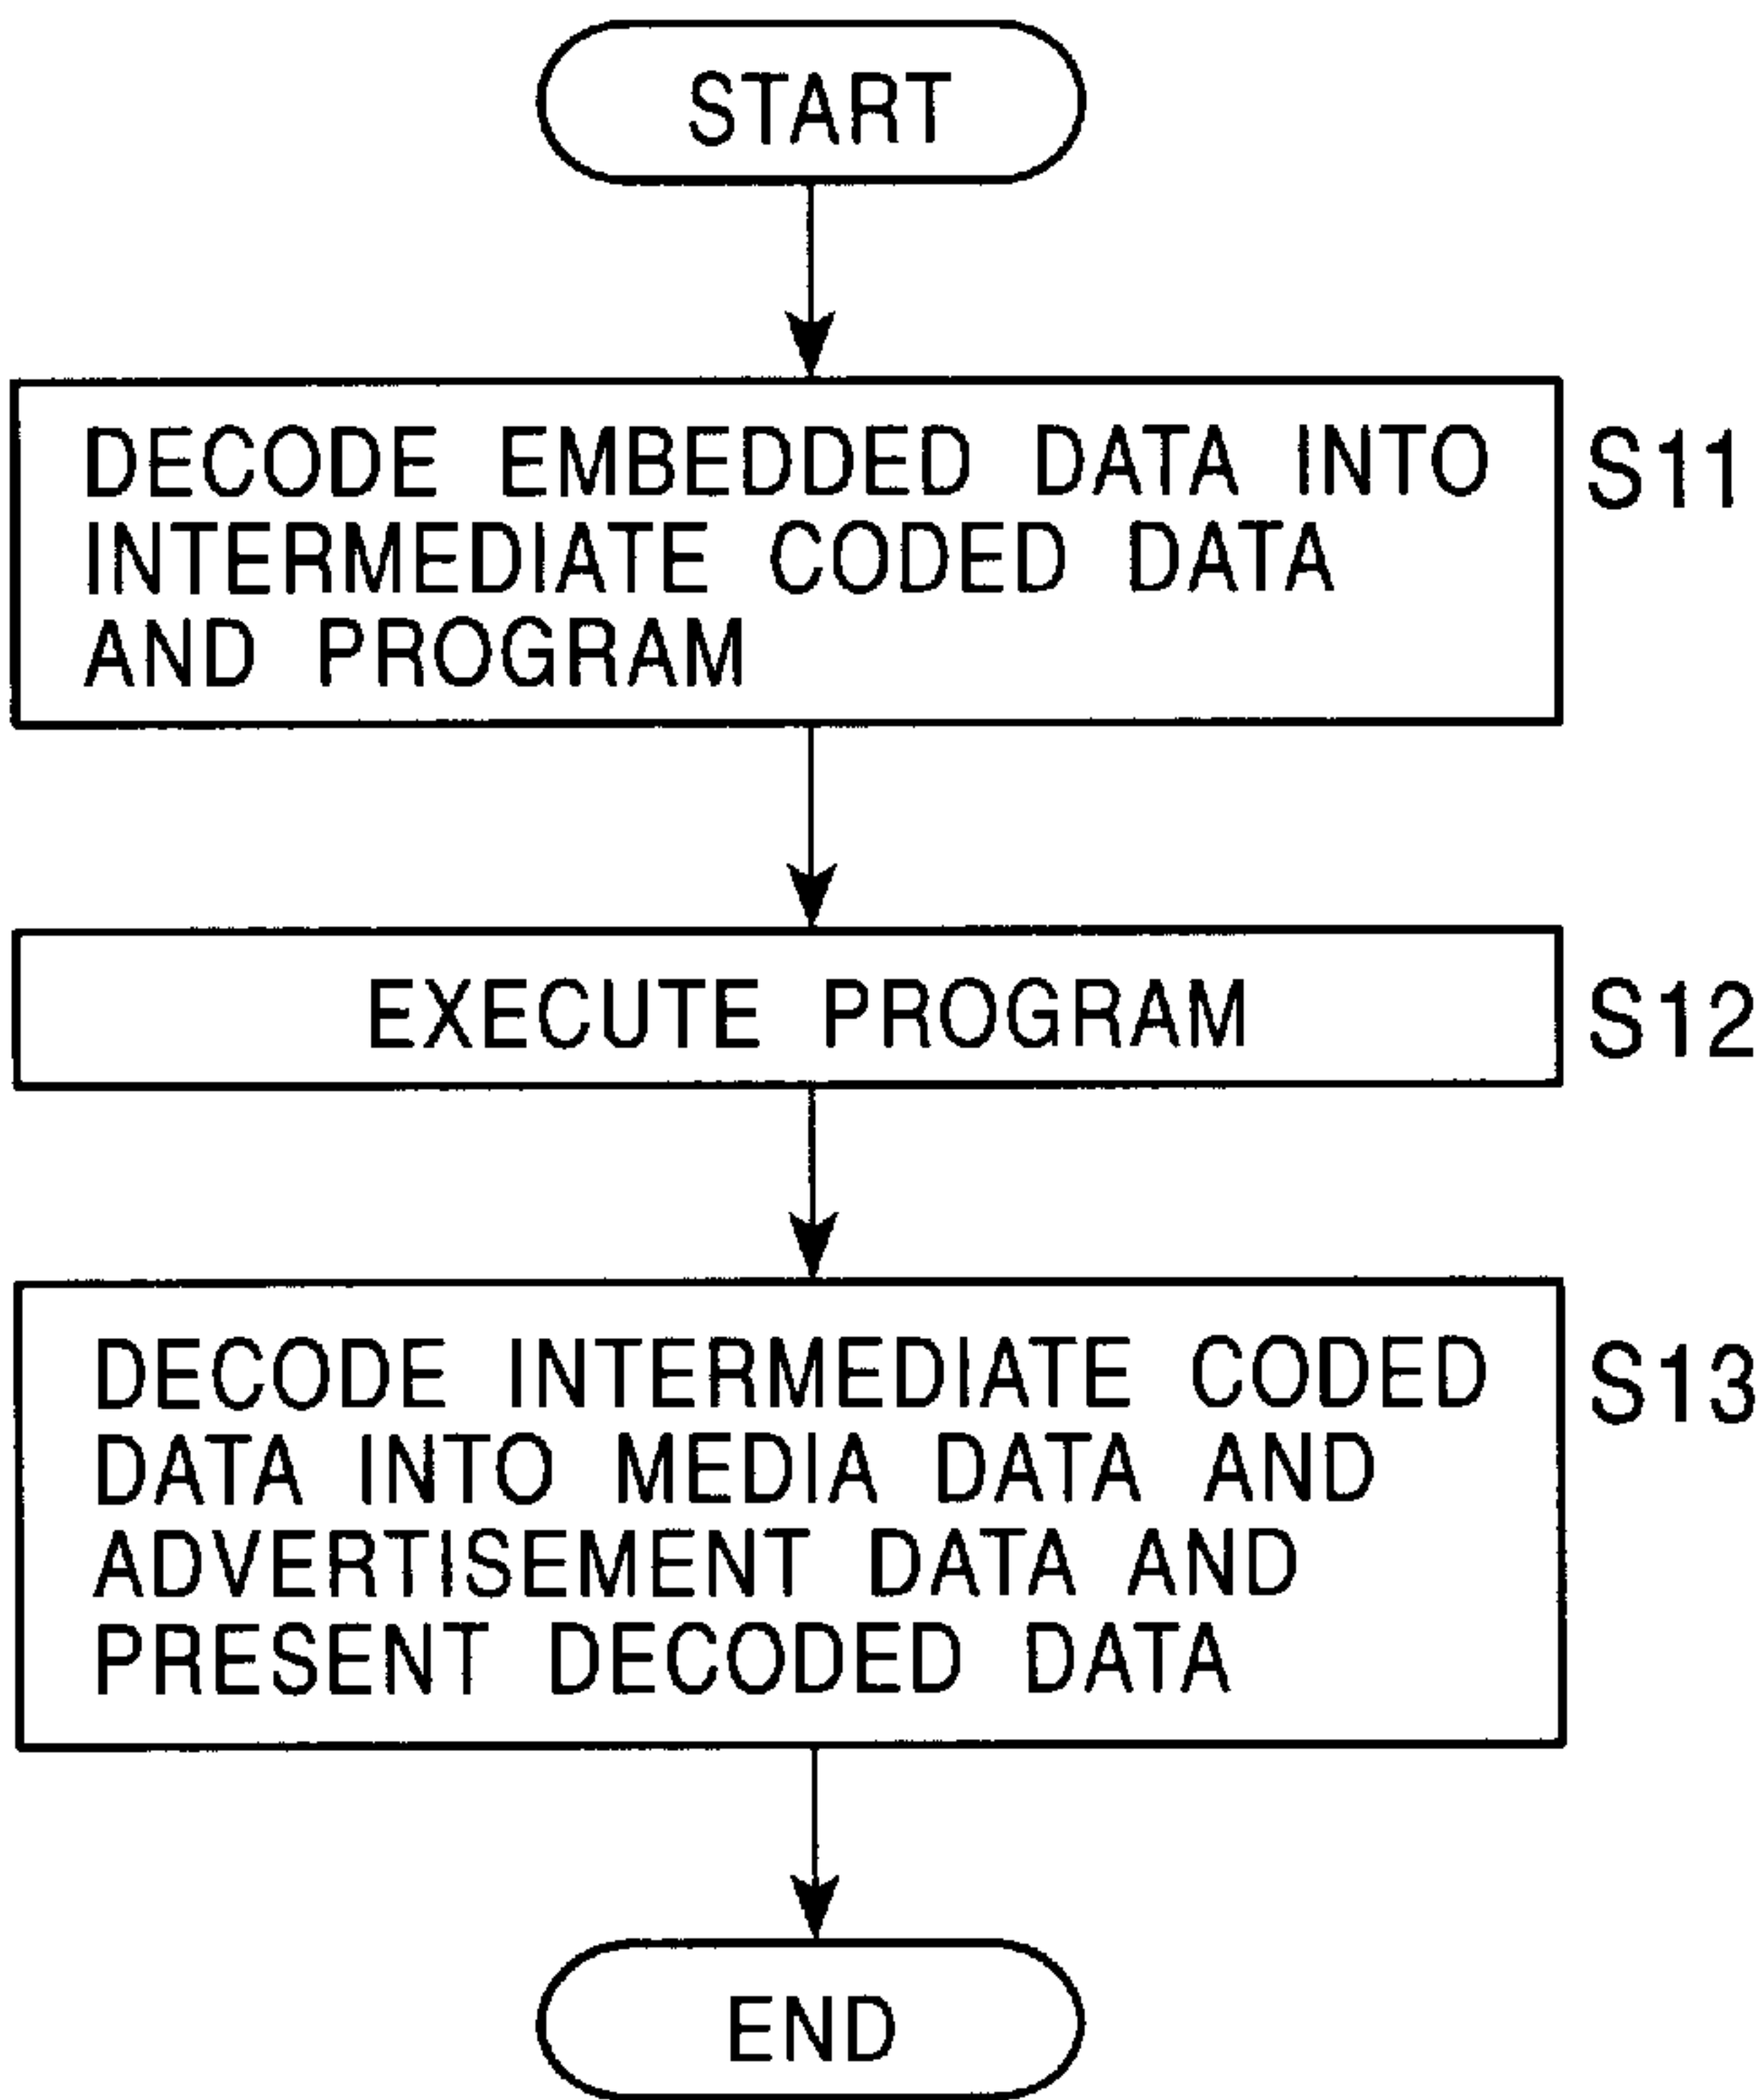 START
DECODE EMBEDDED DATA INTO
INTERMEDIATE CODED DATA
AND PROGRAM
S11
EXECUTE PROGRAM
S12
DECODE INTERMEDIATE CODED
DATA INTO MEDIA DATA AND
ADVERTISEMENT DATA AND
PRESENT DECODED DATA
S13
END